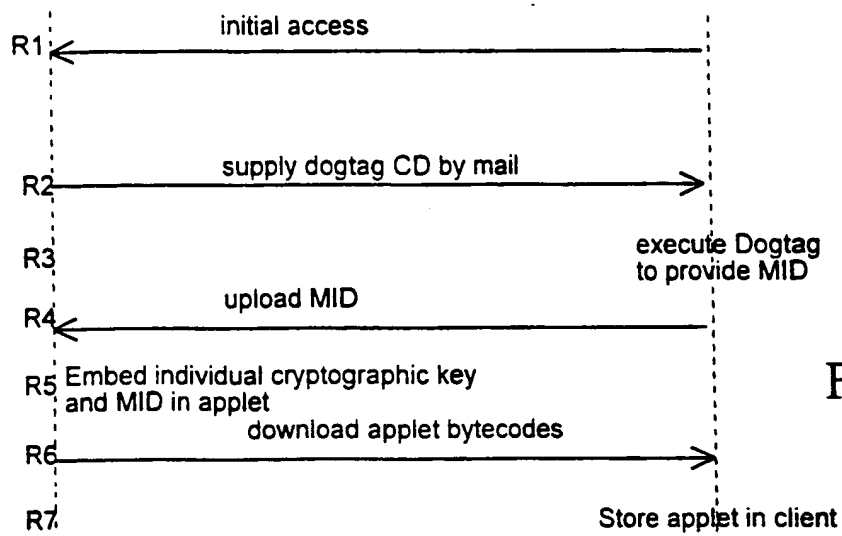 initial access
R1
supply dogtag CD by mail
R2
R3
execute Dogtag
to provide MID
upload MID
R4
R5 Embed individual cryptographic key
and MID in applet
F
download applet bytecodes
R6
R7
Store applet in client